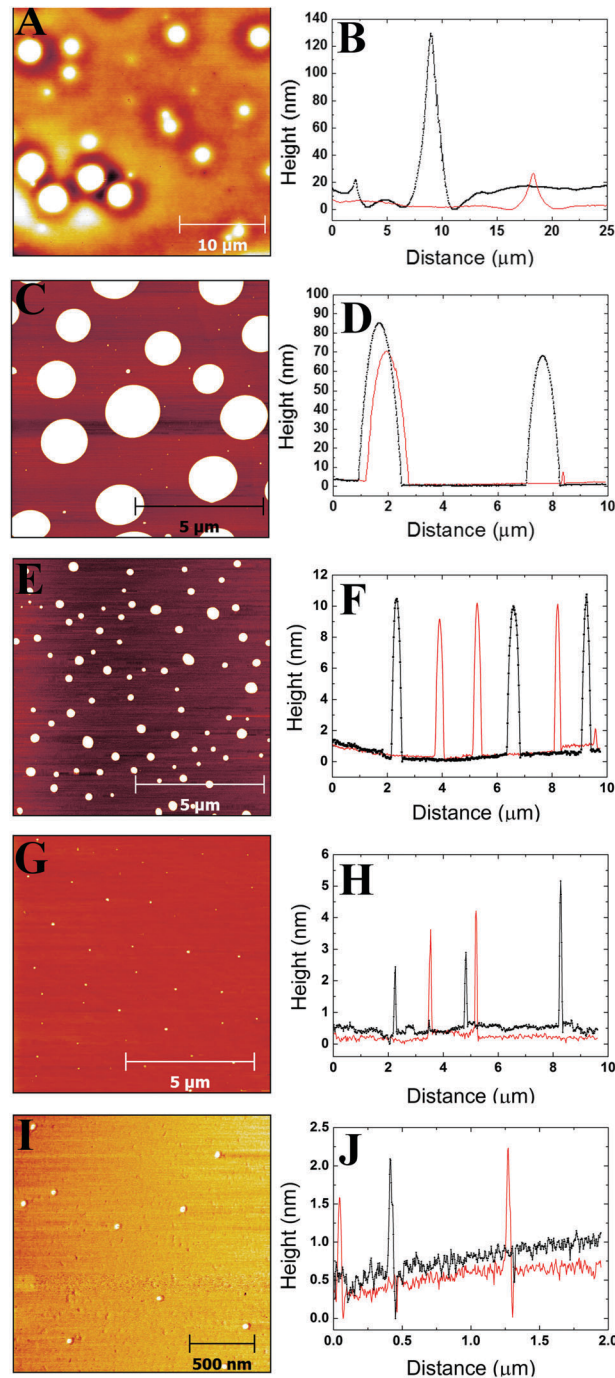 A
10 µm
B
Height (nm)
140
120
100
80
60
40
20
0
0 5 10 15 20 25
Distance (µm)
C
5 µm
D
Height (nm)
100
90
80
70
60
50
40
30
20
10
0
0 2 4 6 8 10
Distance (µm)
E
5 µm
F
Height (nm)
12
10
8
6
4
2
0
0 2 4 6 8 10
Distance (µm)
G
5 µm
H
Height (nm)
6
5
4
3
2
1
0
0 2 4 6 8 10
Distance (µm)
I
500 nm
J
Height (nm)
2.5
2.0
1.5
1.0
0.5
0.0
0.0 0.5 1.0 1.5 2.0
Distance (µm)